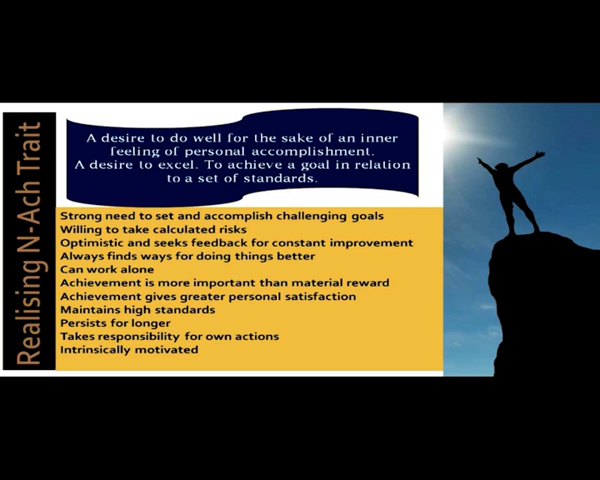 Realising N-Ach Trait
A desire to do well for the sake of an inner
feeling of personal accomplishment.
A desire to excel. To achieve a goal in relation
to a set of standards.
Strong need to set and accomplish challenging goals
Willing to take calculated risks
Optimistic and seeks feedback for constant improvement
Always finds ways for doing things better
Can work alone
Achievement is more important than material reward
Achievement gives greater personal satisfaction
Maintains high standards
Persists for longer
Takes responsibility for own actions
Intrinsically motivated